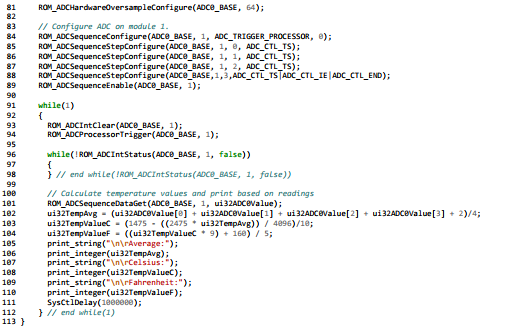 81 ROM_ADCHardwareOversampleConfigure(ADC0_BASE, 64);
82
83 // Configure ADC on module 1.
84 ROM_ADCSequenceConfigure(ADC0_BASE, 1, ADC_TRIGGER_PROCESSOR, 0);
85 ROM_ADCSequenceStepConfigure(ADC0_BASE, 1, 0, ADC_CTL_TS);
86 ROM_ADCSequenceStepConfigure(ADC0_BASE, 1, 1, ADC_CTL_TS);
87 ROM_ADCSequenceStepConfigure(ADC0_BASE, 1, 2, ADC_CTL_TS);
88 ROM_ADCSequenceStepConfigure(ADC0_BASE,1,3,ADC_CTL_TS|ADC_CTL_IE|ADC_CTL_END);
89 ROM_ADCSequenceEnable(ADC0_BASE, 1);
90
91 while(1)
92 {
93 ROM_ADCIntClear(ADC0_BASE, 1);
94 ROM_ADCProcessorTrigger(ADC0_BASE, 1);
95
96 while(!ROM_ADCIntStatus(ADC0_BASE, 1, false))
97 {
98 } // end while(!ROM_ADCIntStatus(ADC0_BASE, 1, false))
99
100 // Calculate temperature values and print based on readings
101 ROM_ADCSequenceDataGet(ADC0_BASE, 1, ui32ADC0Value);
102 ui32TempAvg = (ui32ADC0Value[0] + ui32ADC0Value[1] + ui32ADC0Value[2] + ui32ADC0Value[3] + 2)/4;
103 ui32TempValueC = (1475 - ((2475 * ui32TempAvg)) / 4096)/10;
104 ui32TempValueF = ((ui32TempValueC * 9) + 160) / 5;
105 print_string("\n\rAverage:");
106 print_integer(ui32TempAvg);
107 print_string("\n\rCelsius:");
108 print_integer(ui32TempValueC);
109 print_string("\n\rFahrenheit:");
110 print_integer(ui32TempValueF);
111 SysCtlDelay(1000000);
112 } // end while(1)
113 }